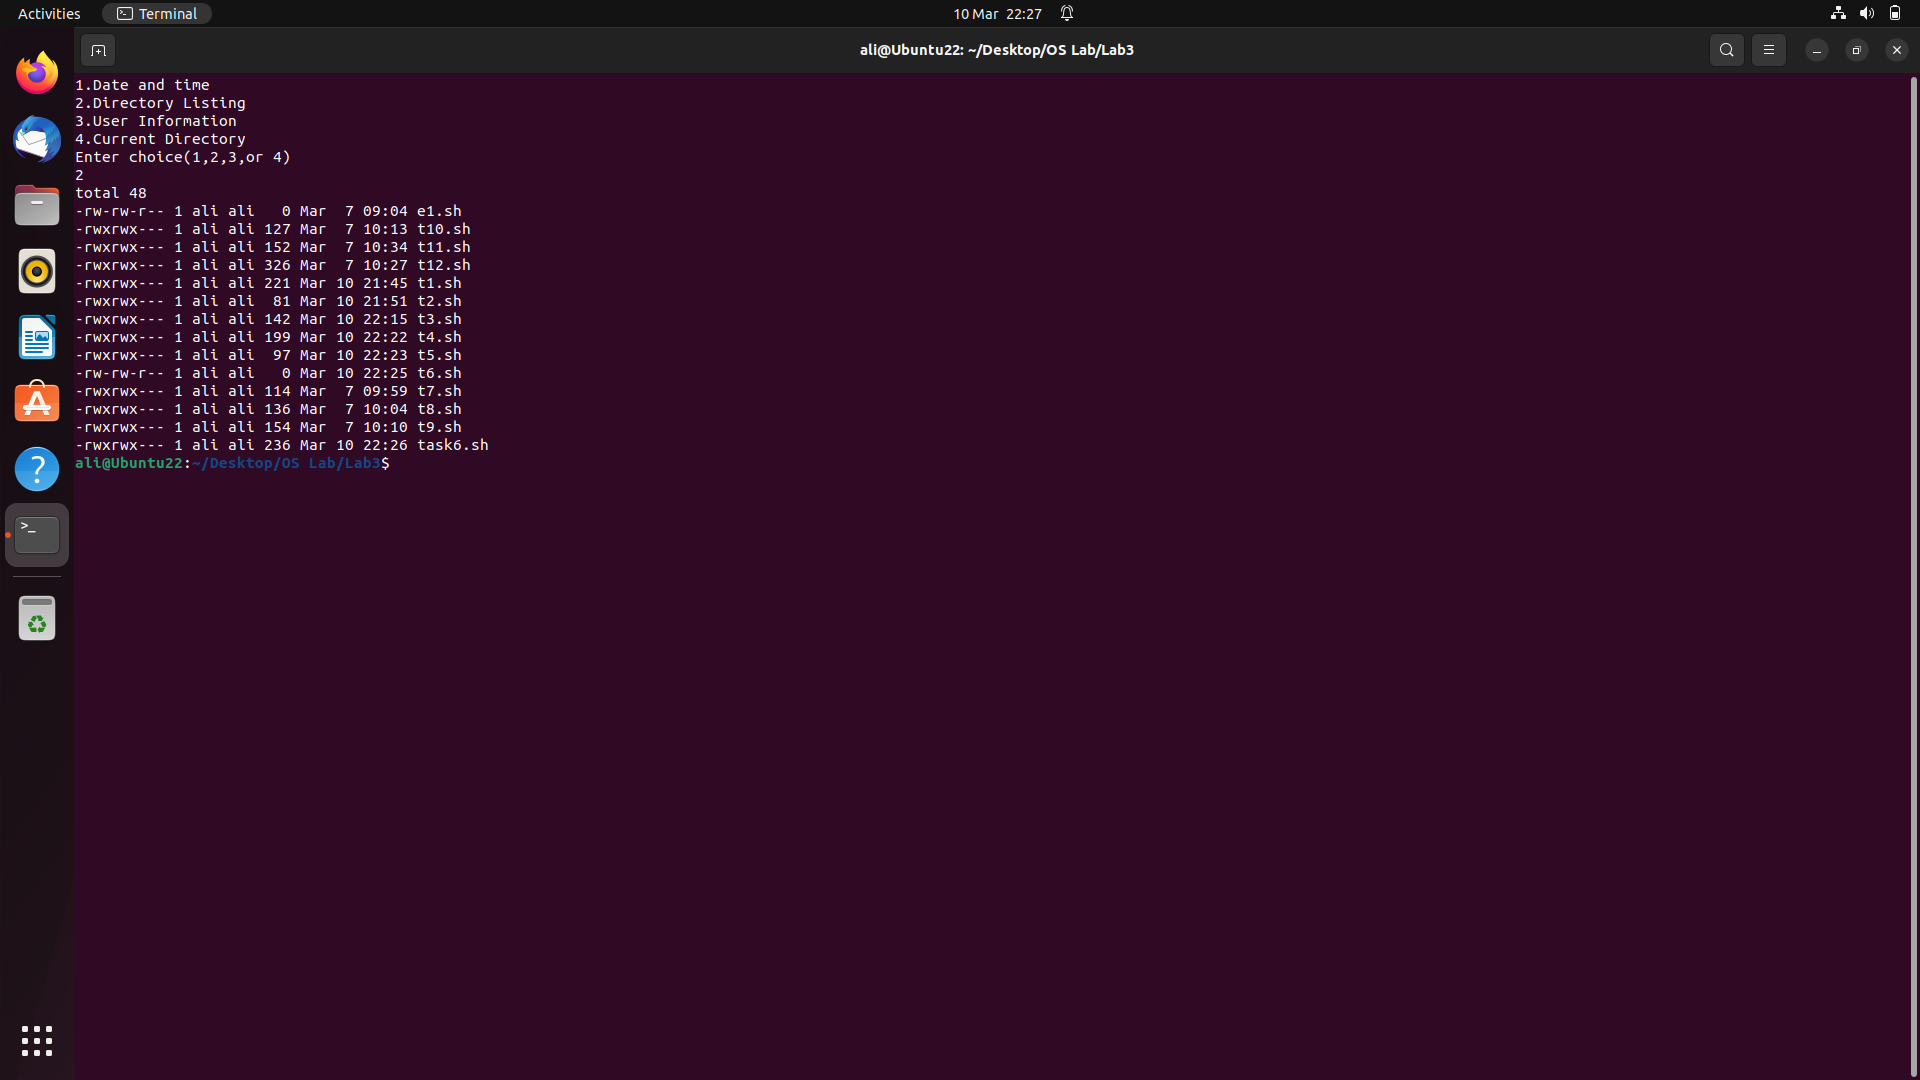 Activities
Terminal
10 Mar 22:27
ali@Ubuntu22: ~/Desktop/OS Lab/Lab3
1.Date and time
2.Directory Listing
3.User Information
4.Current Directory
Enter choice(1,2,3,or 4)
2
total 48
-rw-rw-r-- 1 ali ali   0 Mar  7 09:04 e1.sh
-rwxrwx--- 1 ali ali 127 Mar  7 10:13 t10.sh
-rwxrwx--- 1 ali ali 152 Mar  7 10:34 t11.sh
-rwxrwx--- 1 ali ali 326 Mar  7 10:27 t12.sh
-rwxrwx--- 1 ali ali 221 Mar 10 21:45 t1.sh
-rwxrwx--- 1 ali ali  81 Mar 10 21:51 t2.sh
-rwxrwx--- 1 ali ali 142 Mar 10 22:15 t3.sh
-rwxrwx--- 1 ali ali 199 Mar 10 22:22 t4.sh
-rwxrwx--- 1 ali ali  97 Mar 10 22:23 t5.sh
-rw-rw-r-- 1 ali ali   0 Mar 10 22:25 t6.sh
-rwxrwx--- 1 ali ali 114 Mar  7 09:59 t7.sh
-rwxrwx--- 1 ali ali 136 Mar  7 10:04 t8.sh
-rwxrwx--- 1 ali ali 154 Mar  7 10:10 t9.sh
-rwxrwx--- 1 ali ali 236 Mar 10 22:26 task6.sh
ali@Ubuntu22:~/Desktop/OS Lab/Lab3$